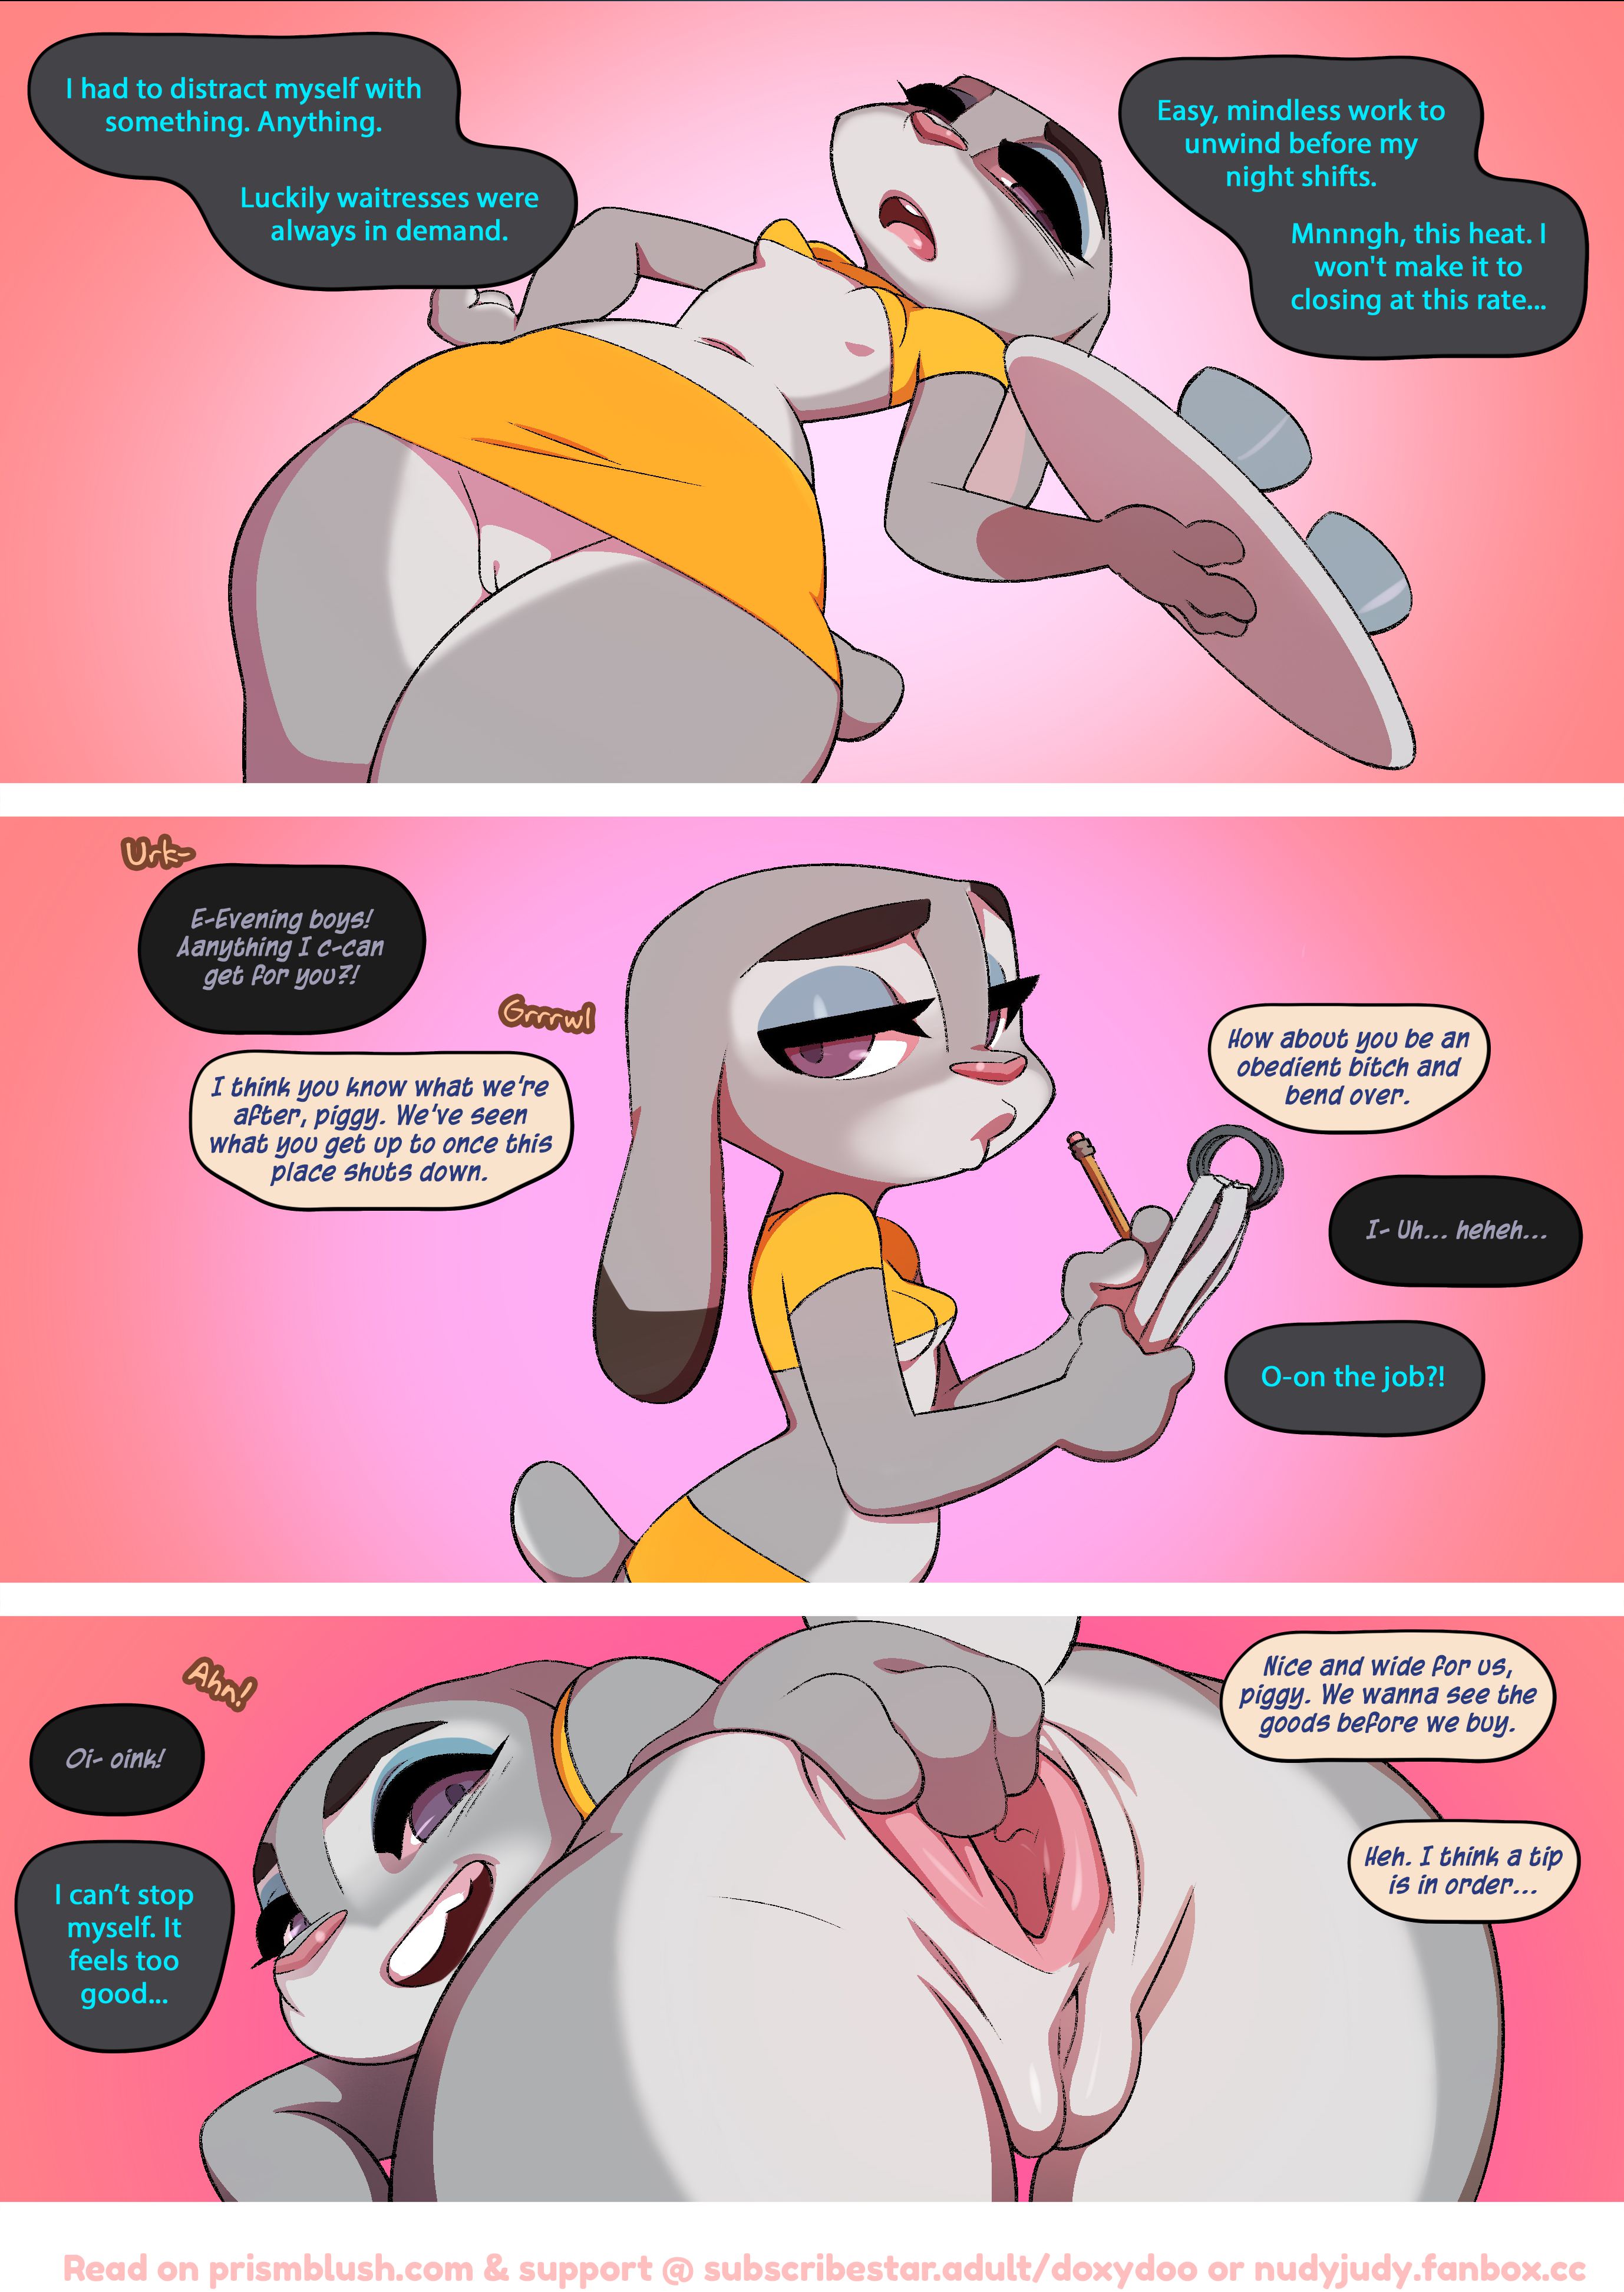 I had to distract myself with
something. Anything.
Luckily waitresses were
always in demand.
Easy, mindless work to
unwind before my
night shifts.
Mnnngh, this heat. I
won't make it to
closing at this rate...
Urk-
E-Evening boys!
Aanything I c-can
get for you?!
Grrrwl
I think you know what we're
after, piggy. We've seen
what you get up to once this
place shuts down.
How about you be an
obedient bitch and
bend over.
I- Uh... heheh...
O-on the job?!
Ahn!
Oi- oink!
I can't stop
myself. It
feels too
good...
Nice and wide for us,
piggy. We wanna see the
goods before we buy.
Heh. I think a tip
is in order...
Read on prismblush.com & support @ subscribestar.adult/doxydoo or nudyjudy.fanbox.cc